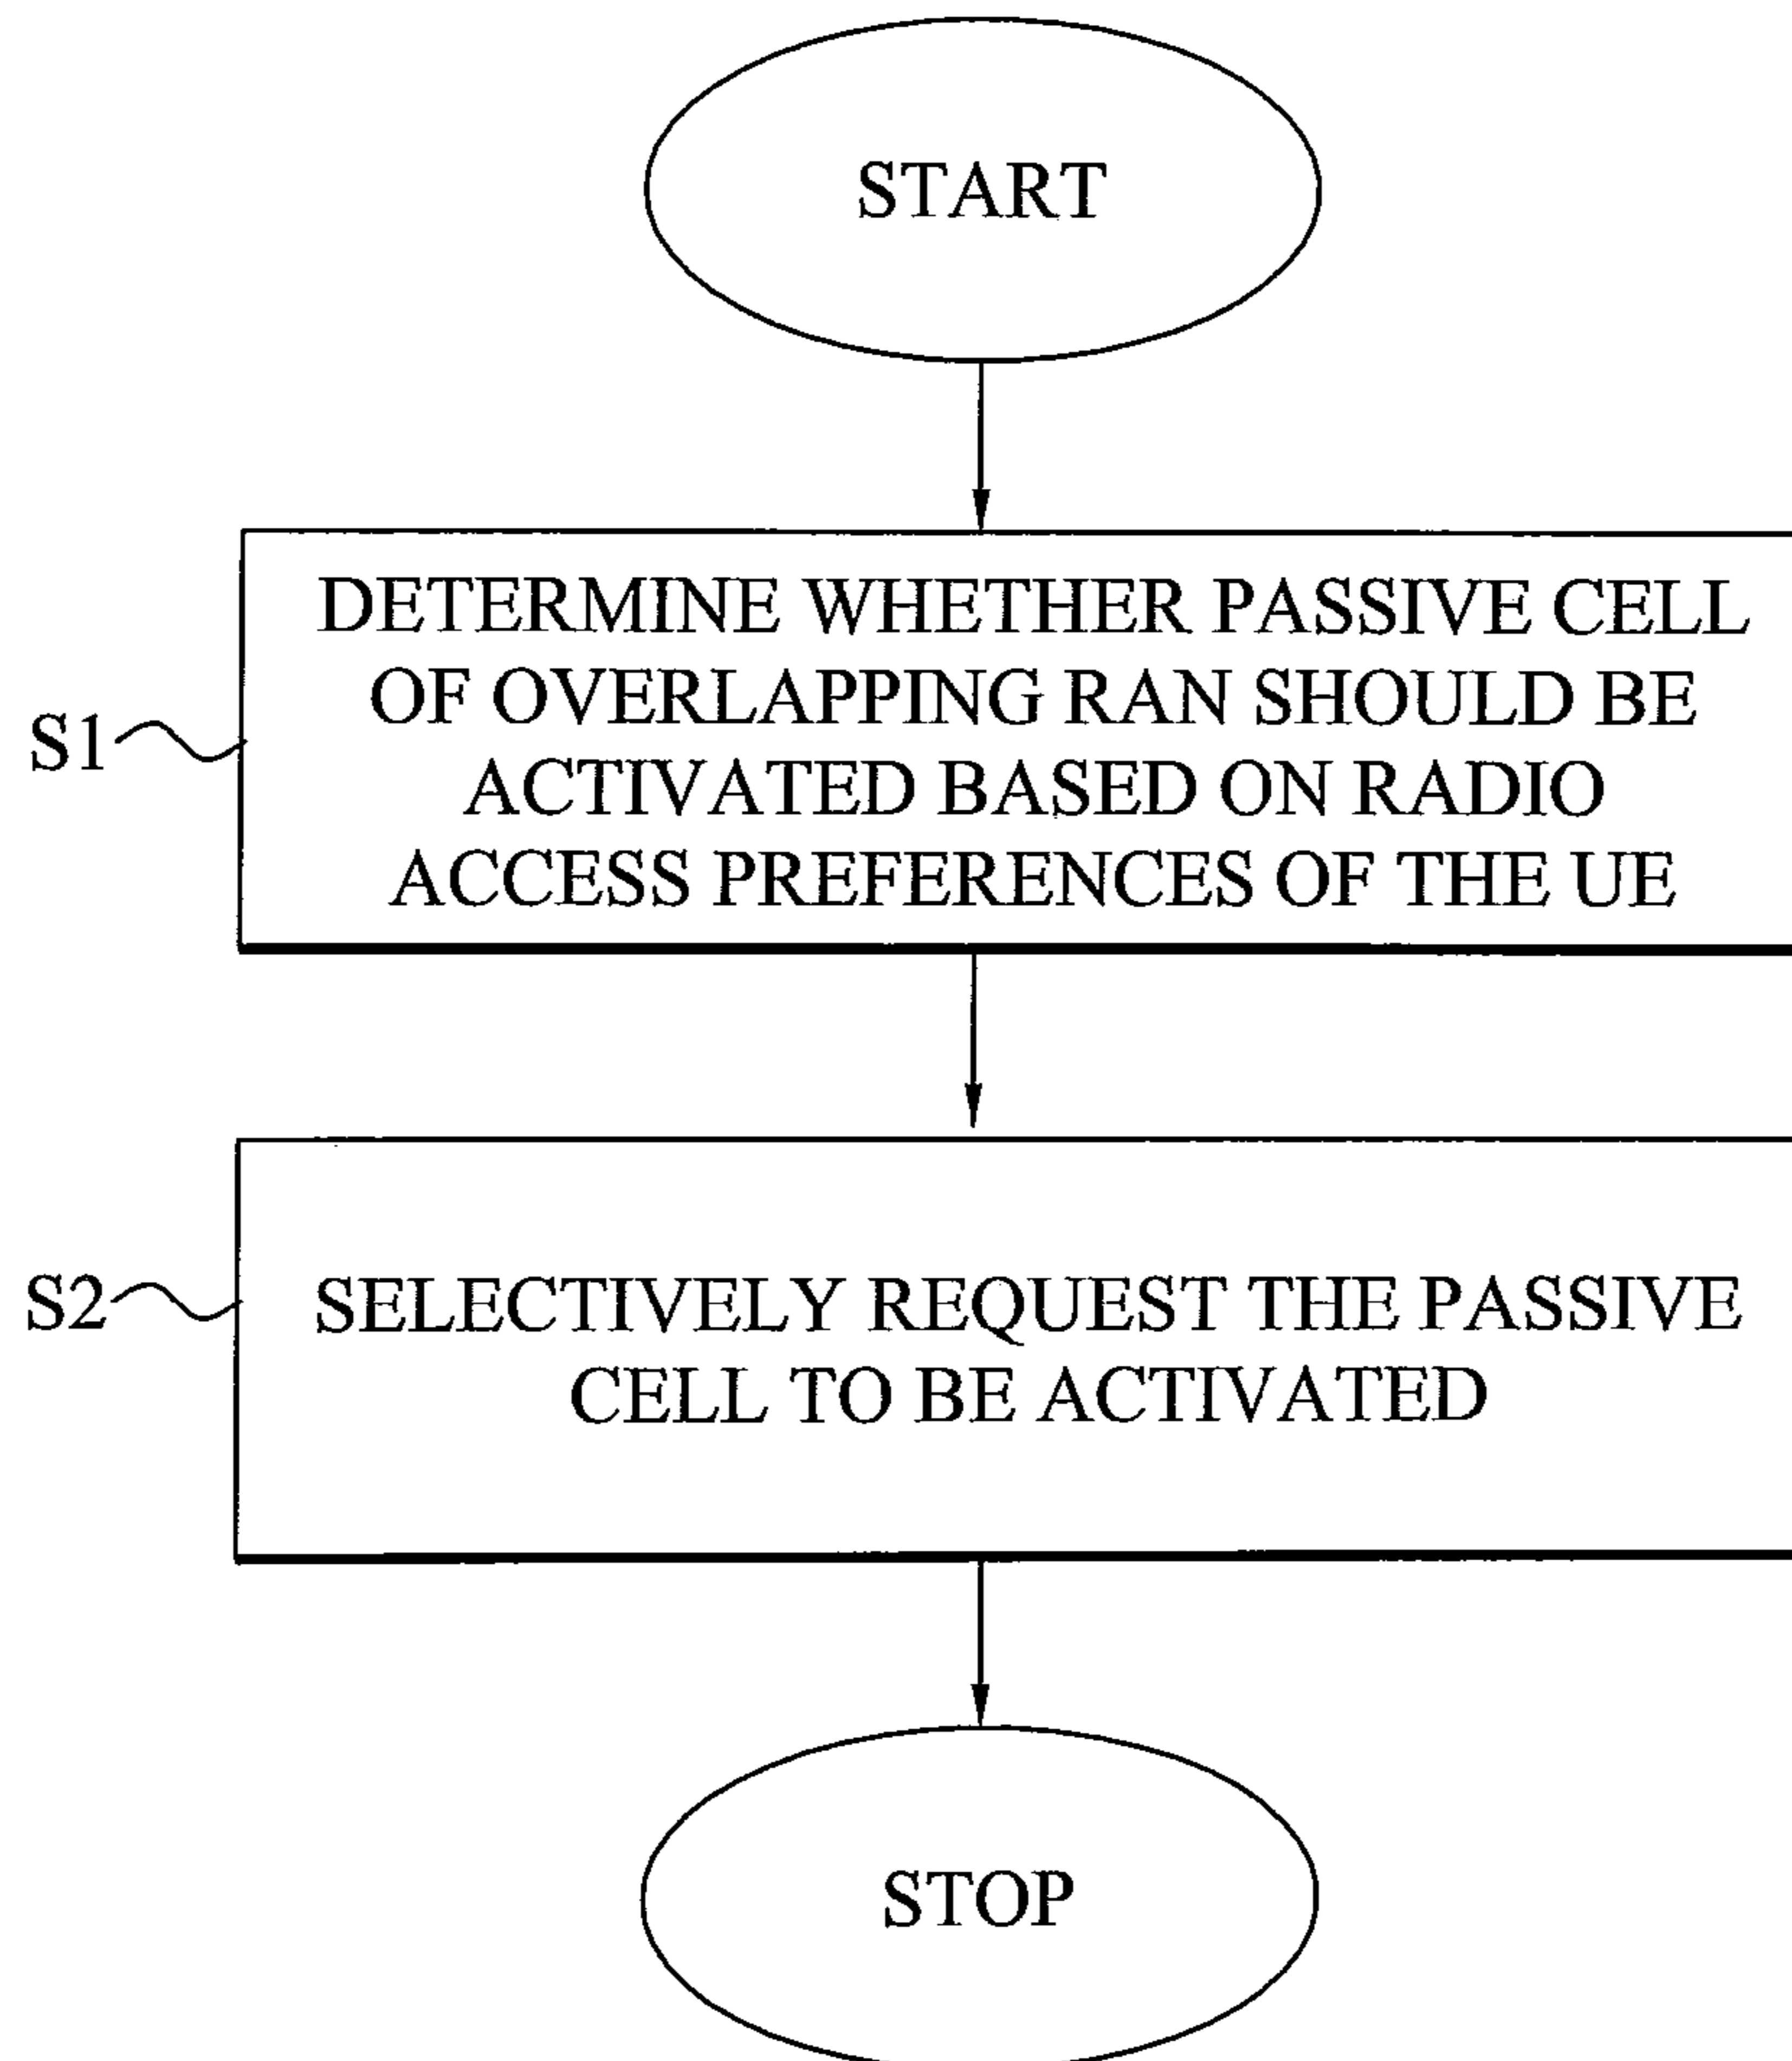 START
DETERMINE WHETHER PASSIVE CELL
OF OVERLAPPING RAN SHOULD BE
ACTIVATED BASED ON RADIO
ACCESS PREFERENCES OF THE UE
S1
SELECTIVELY REQUEST THE PASSIVE
CELL TO BE ACTIVATED
S2
STOP